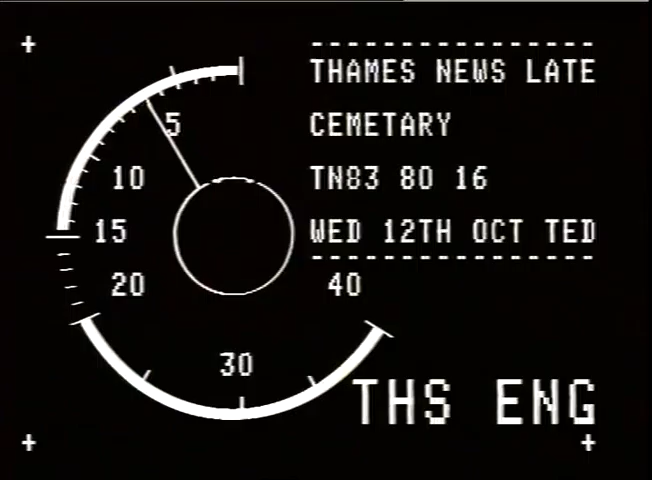 THAMES NEWS LATE
CEMETARY
TN83 80 16
WED 12TH OCT TED
5
10
15
20
30
40
THS ENG